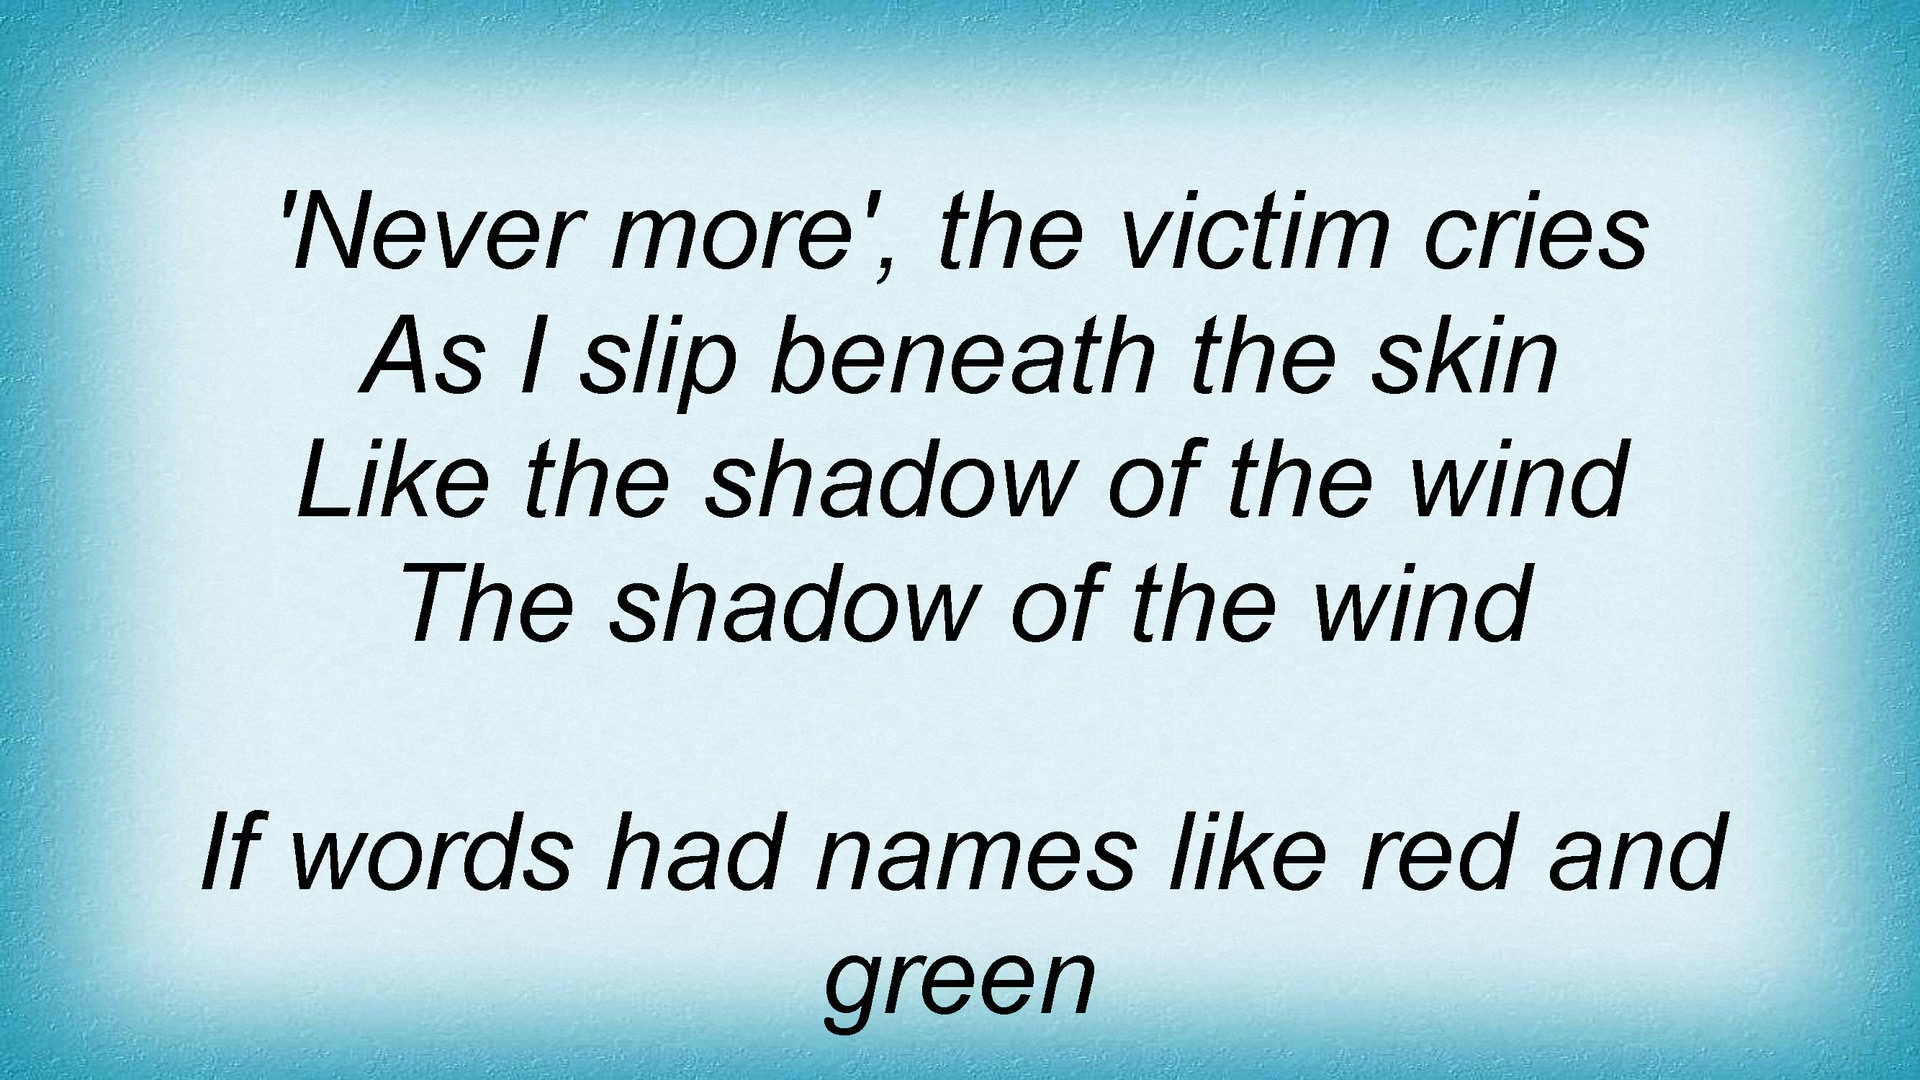 'Never more', the victim cries
As I slip beneath the skin
Like the shadow of the wind
The shadow of the wind
If words had names like red and
green